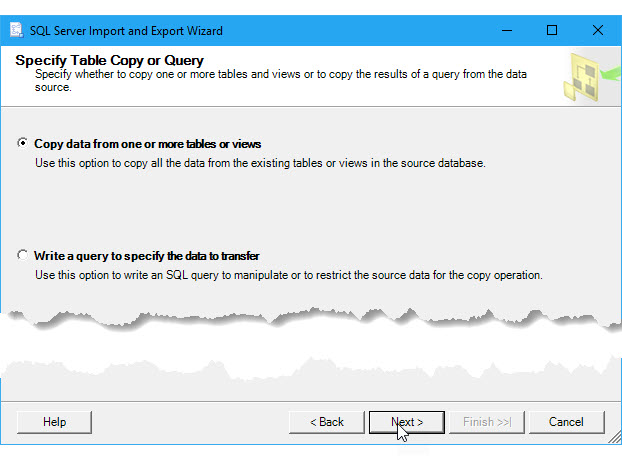 SQL Server Import and Export Wizard
Specify Table Copy or Query
Specify whether to copy one or more tables and views or to copy the results of a query from the data
source.
Copy data from one or more tables or views
Use this option to copy all the data from the existing tables or views in the source database.
Write a query to specify the data to transfer
Use this option to write an SQL query to manipulate or to restrict the source data for the copy operation.
Help
< Back
Next >
Finish >>|
Cancel